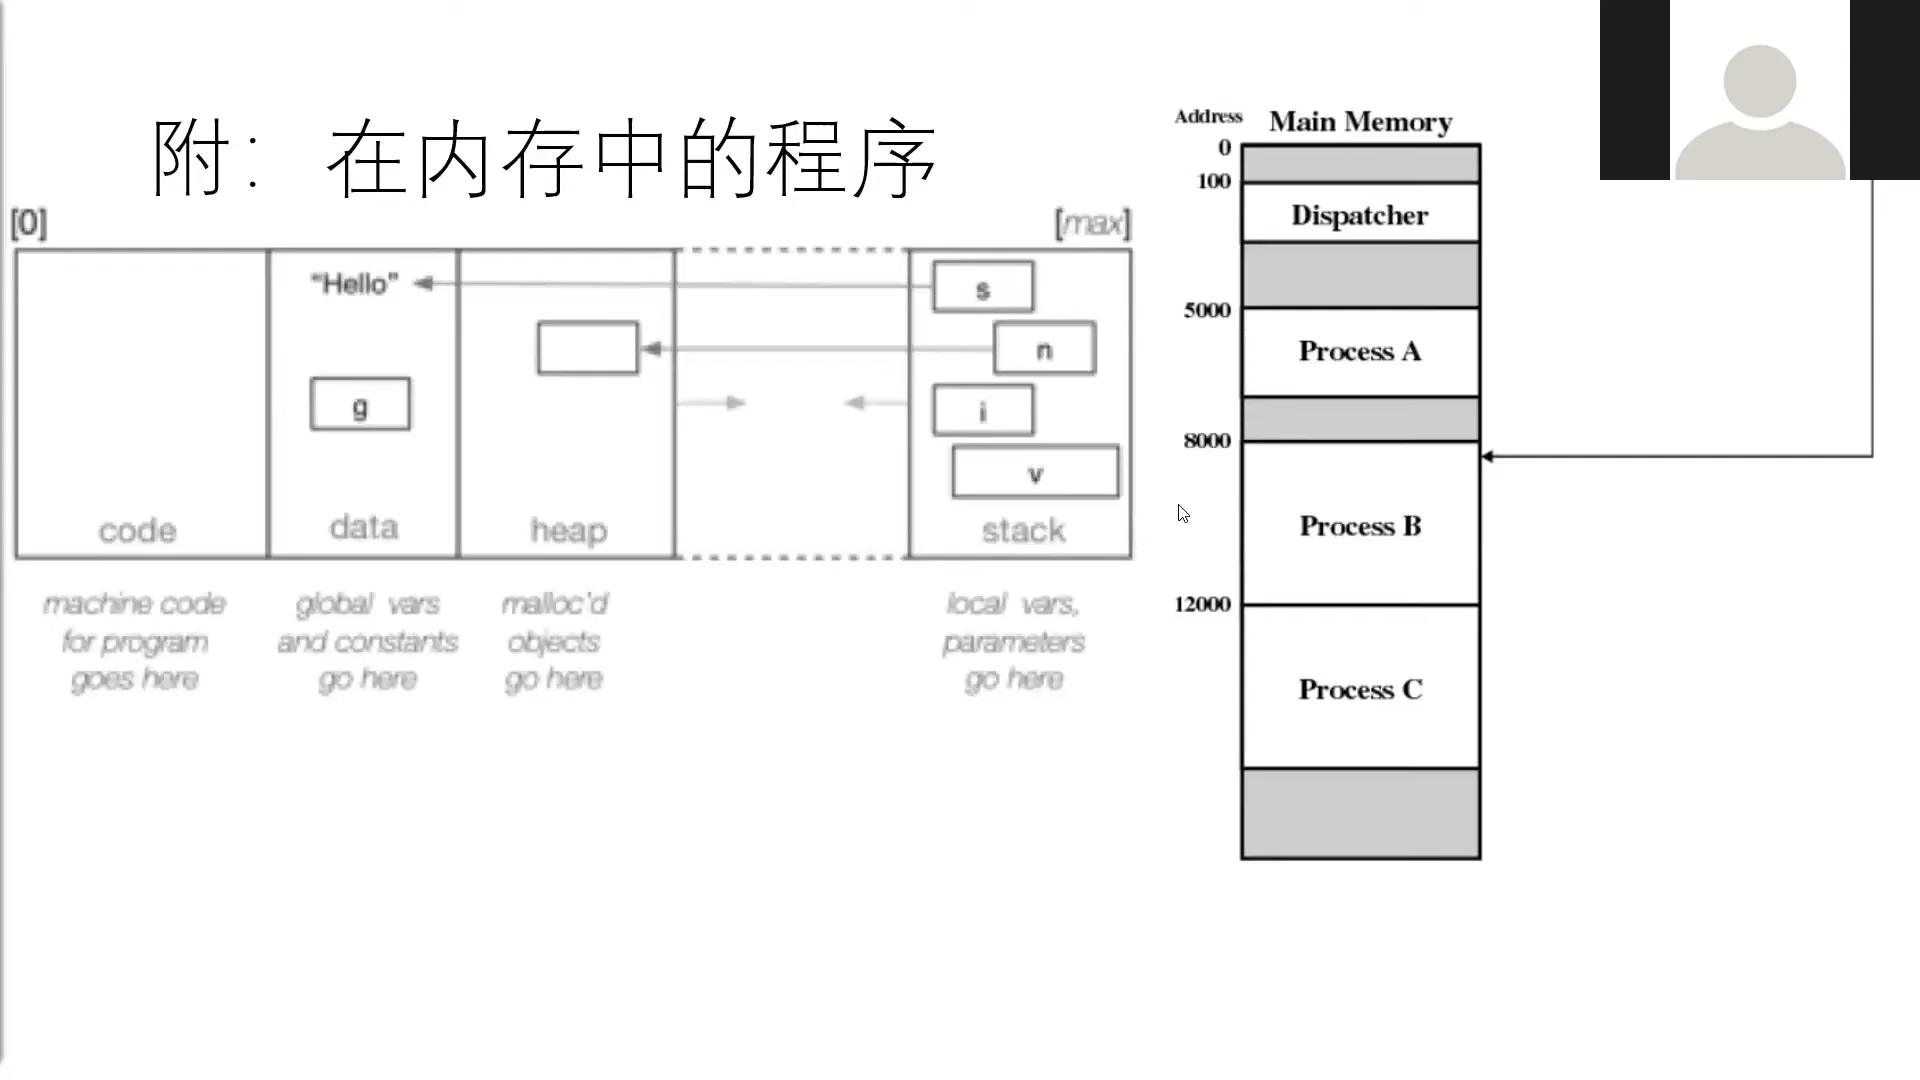 附：在内存中的程序
[0]
[max]
"Hello"
s
n
g
i
v
code
data
heap
stack
machine code
for program
goes here
global vars
and constants
go here
malloc'd
objects
go here
local vars,
parameters
go here
Address
Main Memory
0
100
Dispatcher
5000
Process A
8000
Process B
12000
Process C